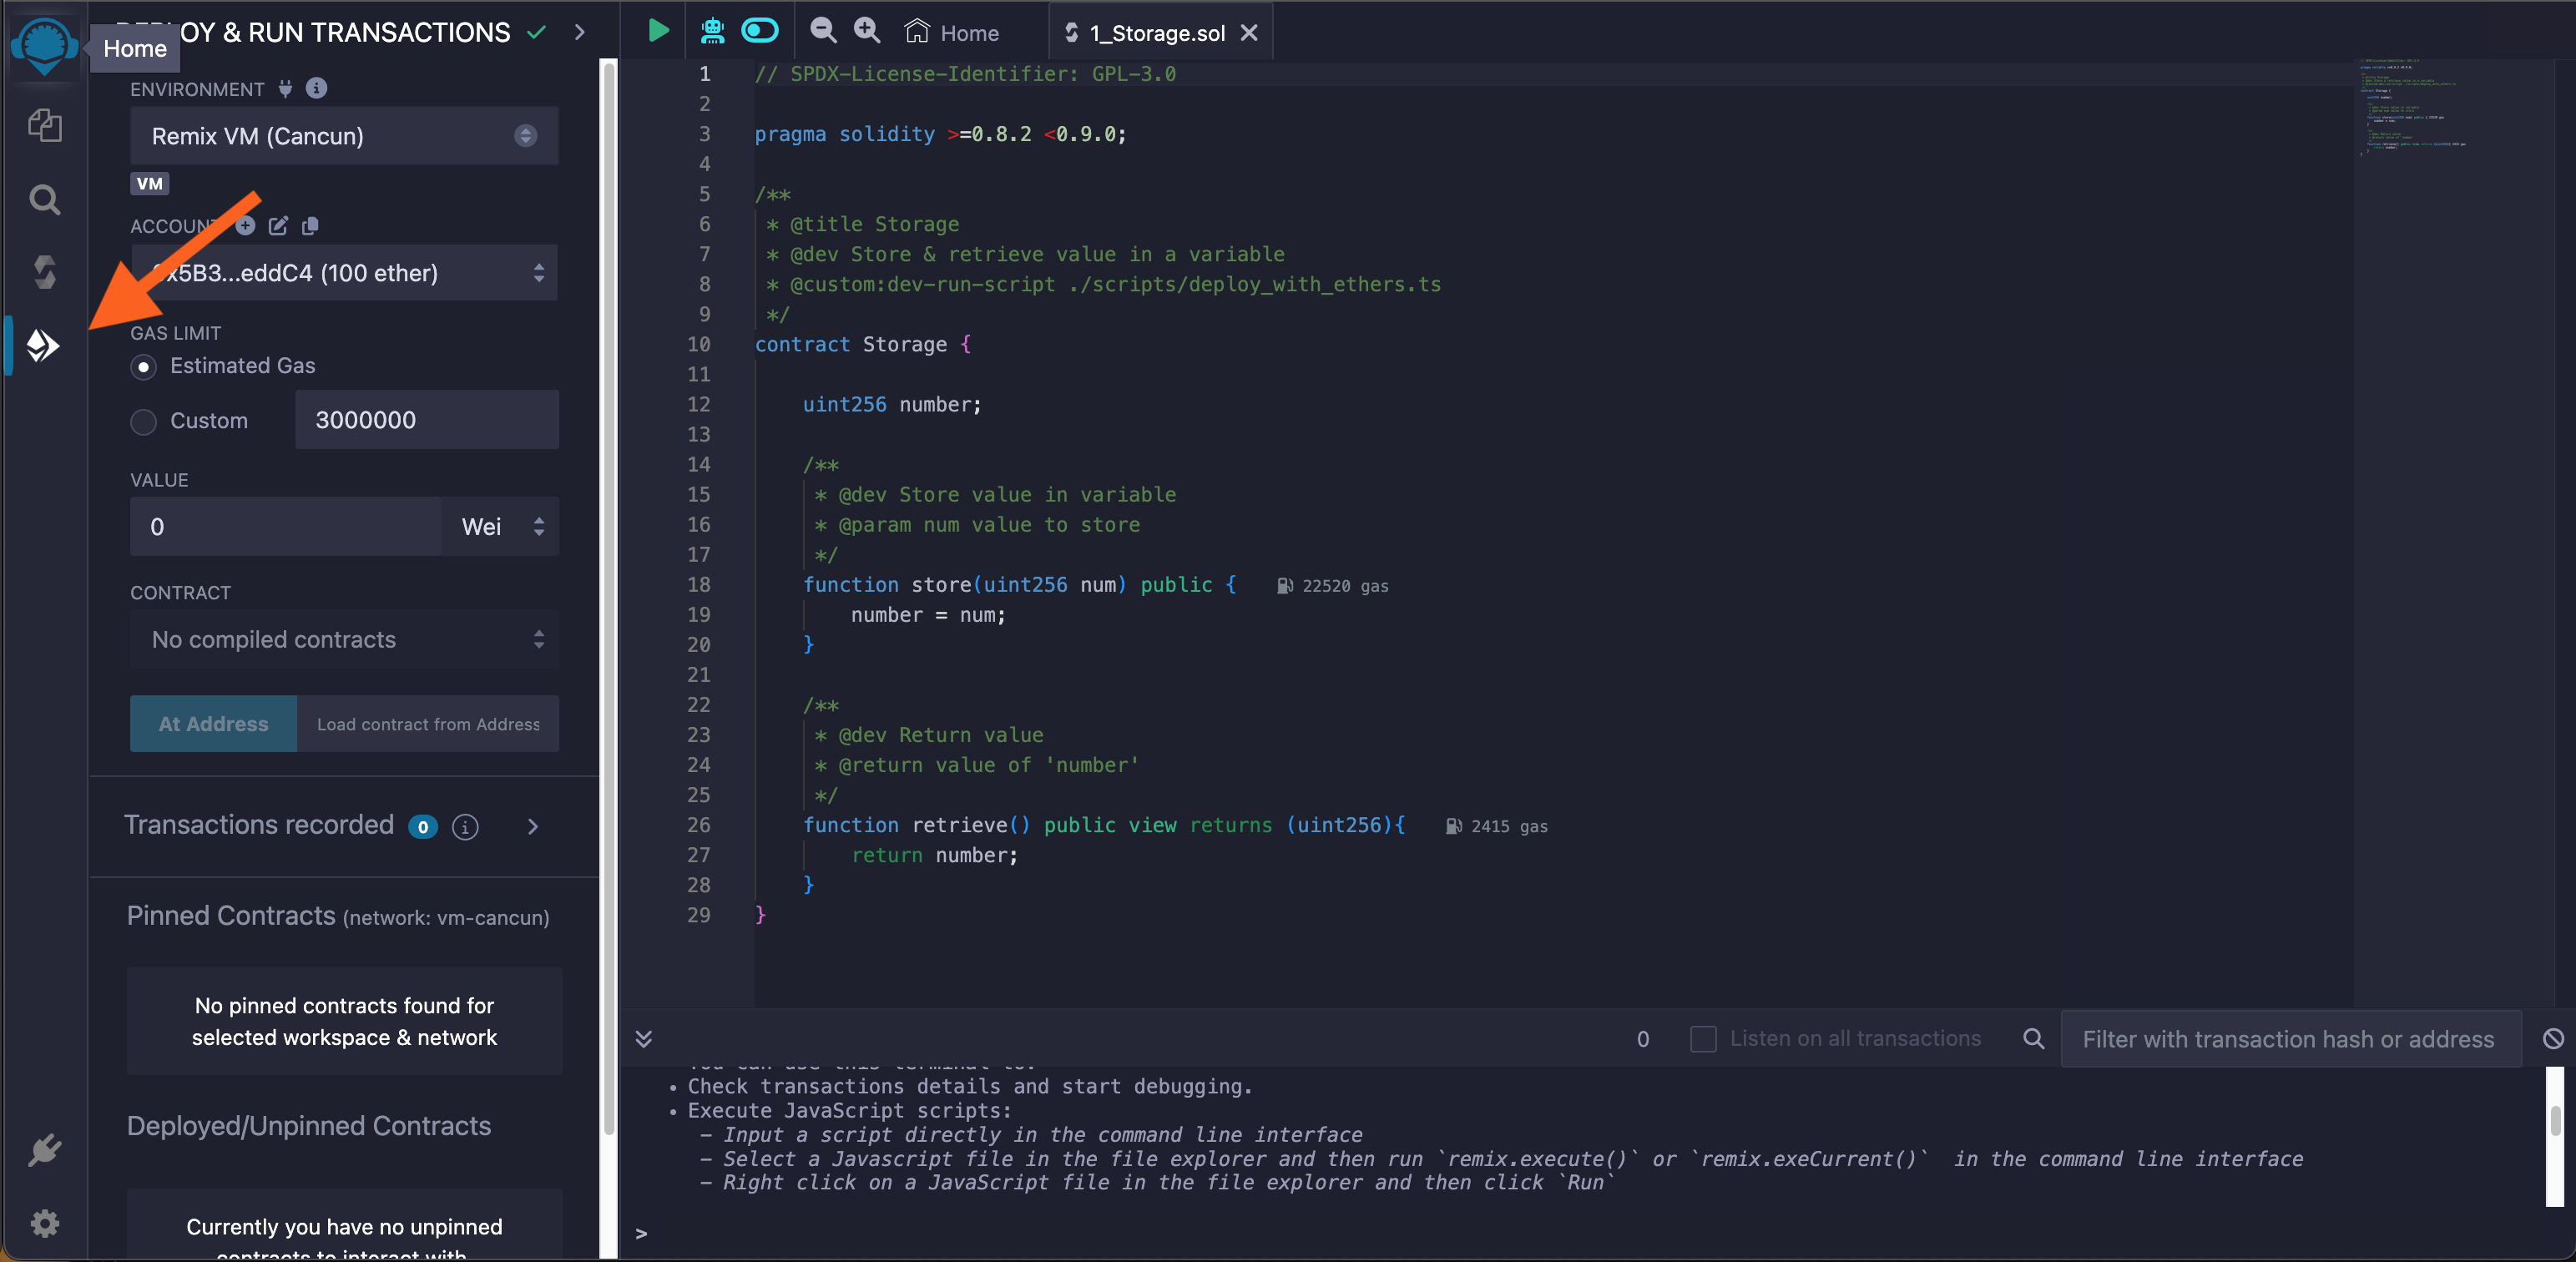 OY & RUN TRANSACTIONS
Home
ENVIRONMENT
Remix VM (Cancun)
VM
ACCOUNT
x5B3...eddC4 (100 ether)
GAS LIMIT
Estimated Gas
Custom
3000000
VALUE
0
Wei
CONTRACT
No compiled contracts
At Address
Load contract from Address
Transactions recorded 0 i
Pinned Contracts (network: vm-cancun)
No pinned contracts found for
selected workspace & network
Deployed/Unpinned Contracts
Currently you have no unpinned
contracts to interact with
Home
1_Storage.sol
1 // SPDX-License-Identifier: GPL-3.0
2
3 pragma solidity >=0.8.2 <0.9.0;
4
5 /**
6 * @title Storage
7 * @dev Store & retrieve value in a variable
8 * @custom:dev-run-script ./scripts/deploy_with_ethers.ts
9 */
10 contract Storage {
11
12 uint256 number;
13
14 /**
15 * @dev Store value in variable
16 * @param num value to store
17 */
18 function store(uint256 num) public { 22520 gas
19 number = num;
20 }
21
22 /**
23 * @dev Return value
24 * @return value of 'number'
25 */
26 function retrieve() public view returns (uint256){ 2415 gas
27 return number;
28 }
29 }
0
Listen on all transactions
Filter with transaction hash or address
You can use this terminal to:
• Check transactions details and start debugging.
• Execute JavaScript scripts:
– Input a script directly in the command line interface
– Select a Javascript file in the file explorer and then run `remix.execute()` or `remix.exeCurrent()` in the command line interface
– Right click on a JavaScript file in the file explorer and then click `Run`
>